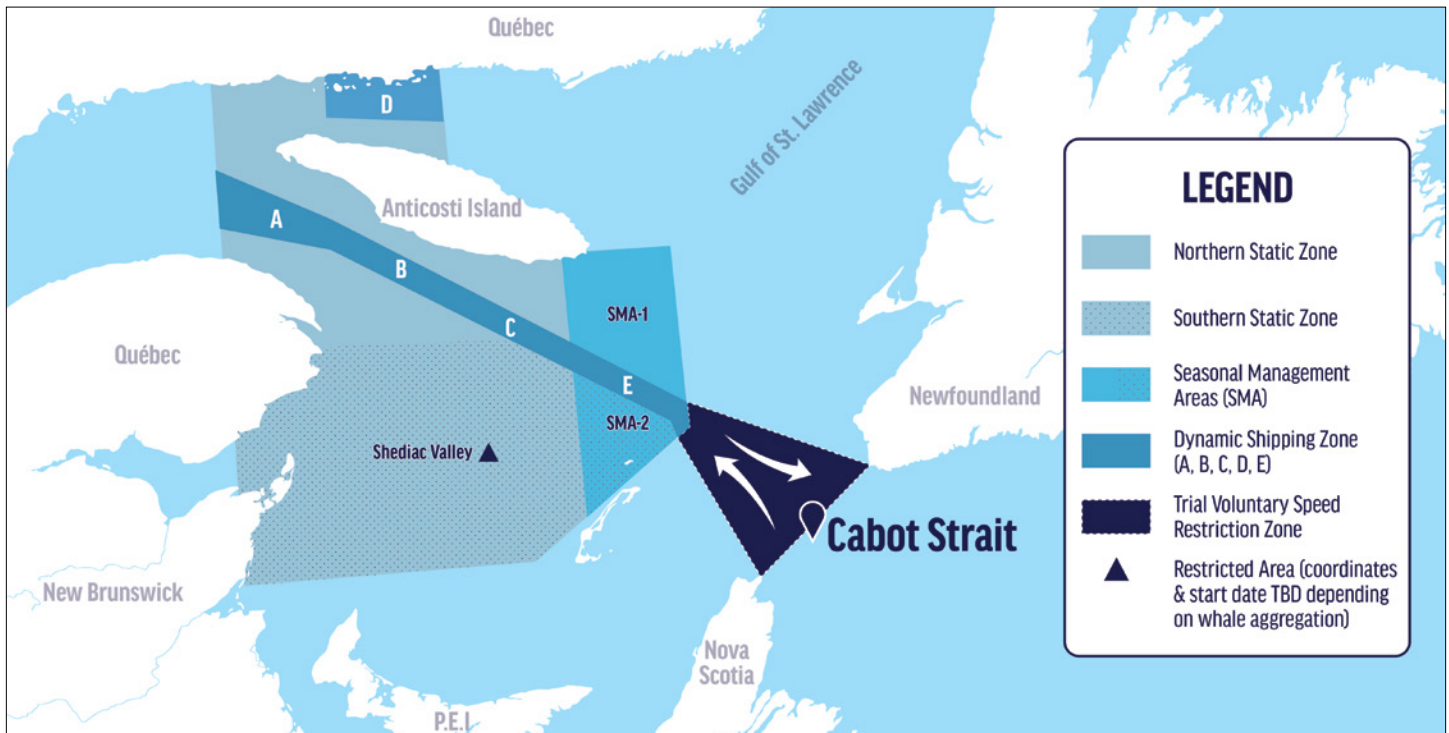 Québec
D
Gulf of St. Lawrence
A
Anticosti Island
B
SMA-1
C
Québec
E
SMA-2
Newfoundland
Shediac Valley
Cabot Strait
New Brunswick
Nova
Scotia
P.E.I
LEGEND
Northern Static Zone
Southern Static Zone
Seasonal Management
Areas (SMA)
Dynamic Shipping Zone
(A, B, C, D, E)
Trial Voluntary Speed
Restriction Zone
Restricted Area (coordinates
& start date TBD depending
on whale aggregation)